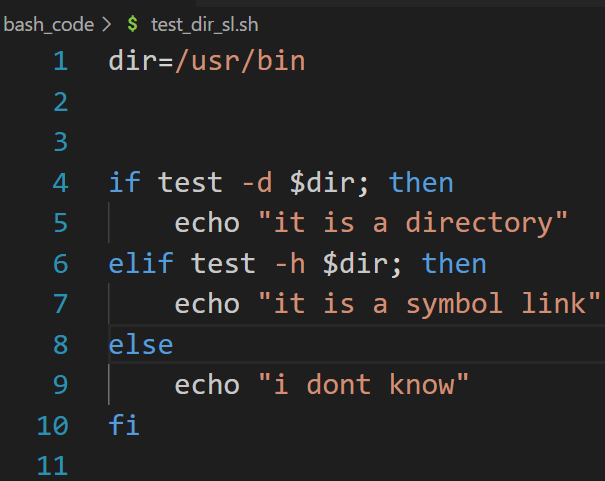 bash_code > $ test_dir_sl.sh
1 dir=/usr/bin
2
3
4 if test -d $dir; then
5     echo "it is a directory"
6 elif test -h $dir; then
7     echo "it is a symbol link"
8 else
9     echo "i dont know"
10 fi
11